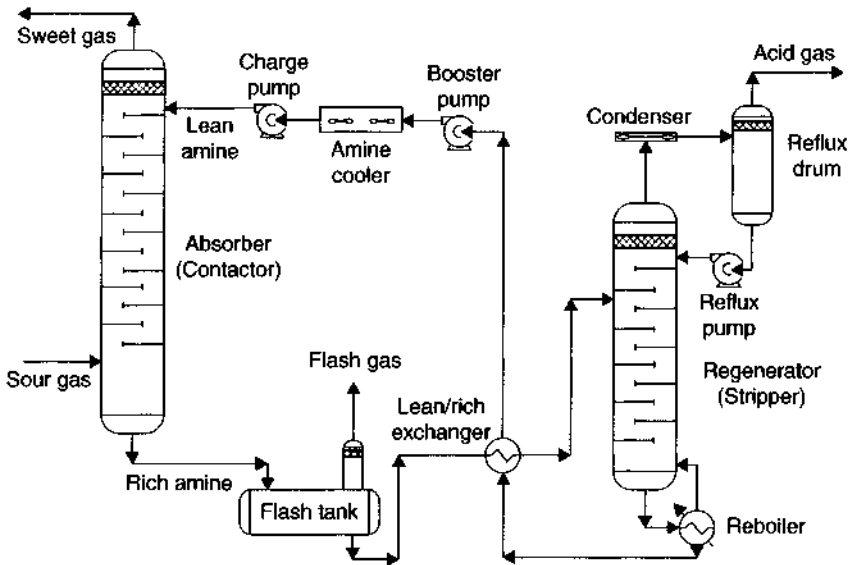 Sweet gas
Charge
pump
Booster
pump
Acid gas
Condenser
Lean
amine
Amine
cooler
Reflux
drum
Absorber
(Contactor)
Reflux
pump
Sour gas
Flash gas
Lean/rich
exchanger
Regenerator
(Stripper)
Rich amine
Flash tank
Reboiler